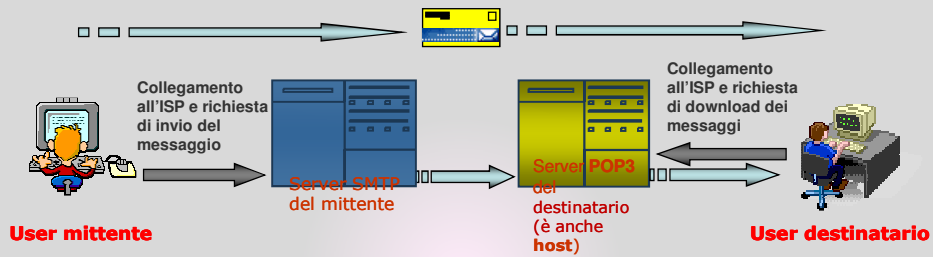 Collegamento
all'ISP e richiesta
di invio del
messaggio
Collegamento
all'ISP e richiesta
di download dei
messaggi
Server SMTP
del mittente
Server POP3
del
destinatario
(è anche
host)
User mittente
User destinatario